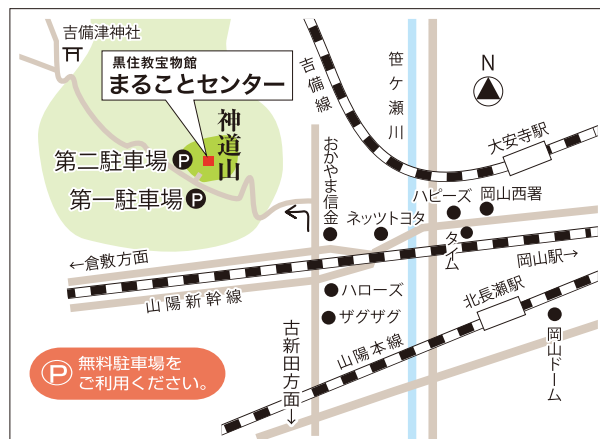 吉備津神社
黒住教宝物館
まることセンター
神道山
第二駐車場 P
第一駐車場 P
吉備線
笹ケ瀬川
N
大安寺駅
おかやま信金
ネッツトヨタ
ハピーズ
岡山西署
タイム
←倉敷方面
岡山駅→
山陽新幹線
ハローズ
ザグザグ
北長瀬駅
山陽本線
岡山ドーム
古新田方面→
P 無料駐車場を
ご利用ください。